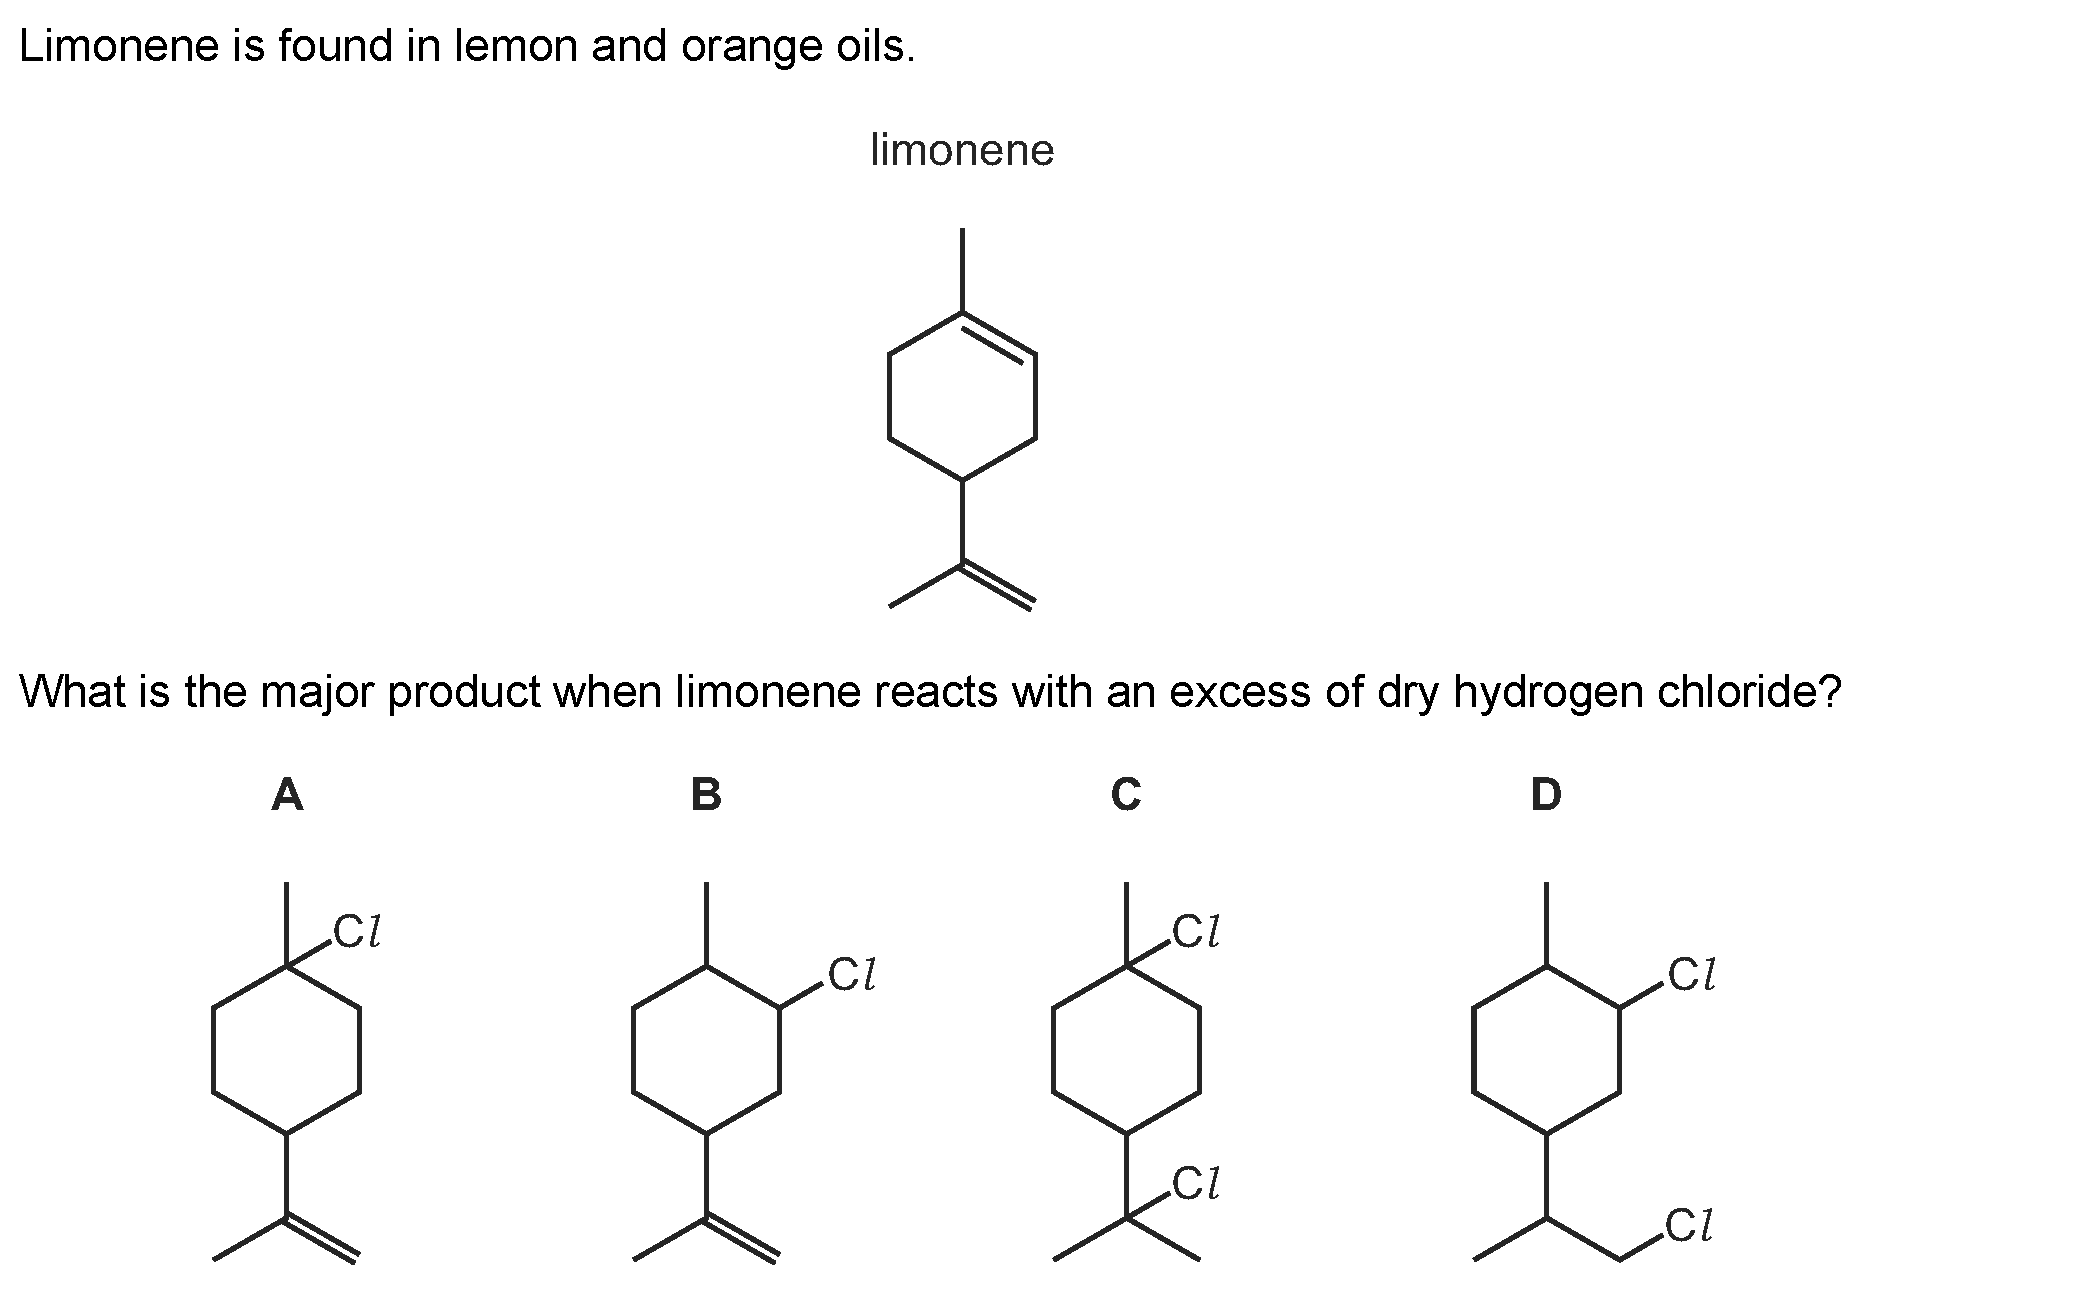 Limonene is found in lemon and orange oils.
limonene
What is the major product when limonene reacts with an excess of dry hydrogen chloride?
A B C D
Cl Cl
Cl Cl
Cl
Cl